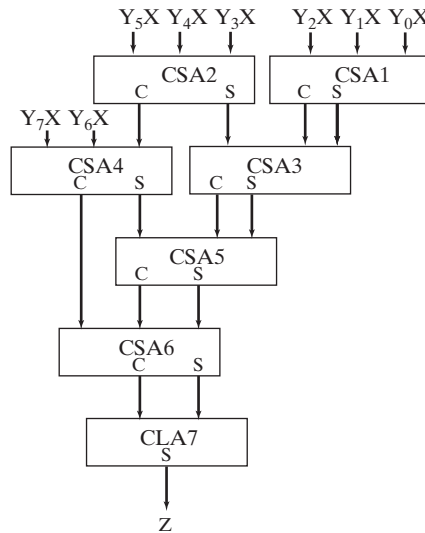 Y₅X Y₄X Y₃X Y₂X Y₁X Y₀X
CSA2 CSA1
C S C S
Y₇X Y₆X
CSA4 CSA3
C S C S
CSA5
C S
CSA6
C S
CLA7
S
Z